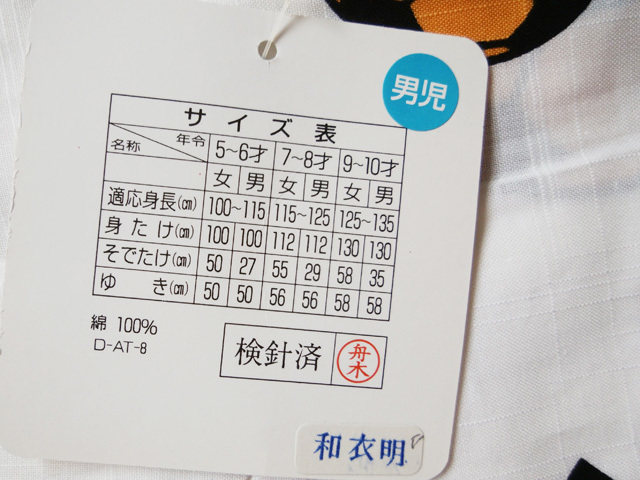 男児
サイズ表
名称 年令 5~6才 7~8才 9~10才
女 男 女 男 女 男
適応身長(cm) 100~115 115~125 125~135
身たけ(cm) 100 100 112 112 130 130
そでたけ(cm) 50 27 55 29 58 35
ゆき(cm) 50 50 56 56 58 58
綿 100%
D-AT-8
検針済 舟木
和衣明